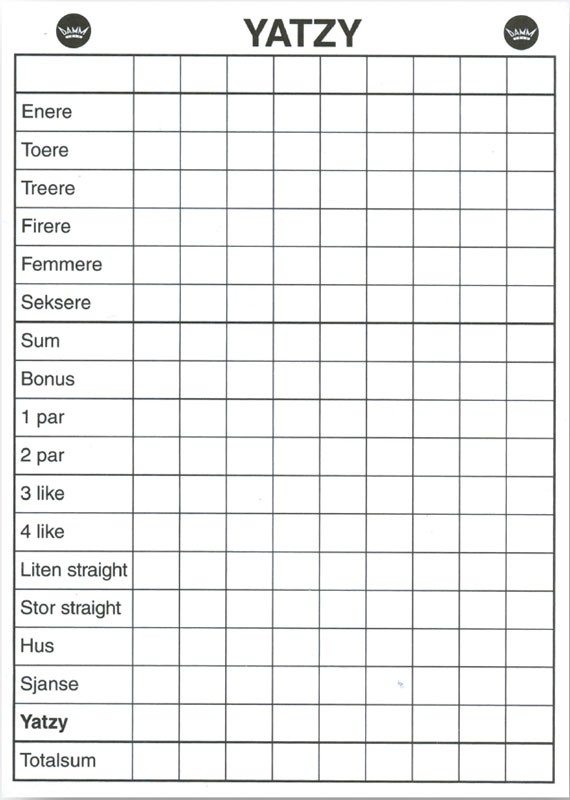 DAMM
YATZY
DAMM
Enere
Toere
Treere
Firere
Femmere
Seksere
Sum
Bonus
1 par
2 par
3 like
4 like
Liten straight
Stor straight
Hus
Sjanse
Yatzy
Totalsum